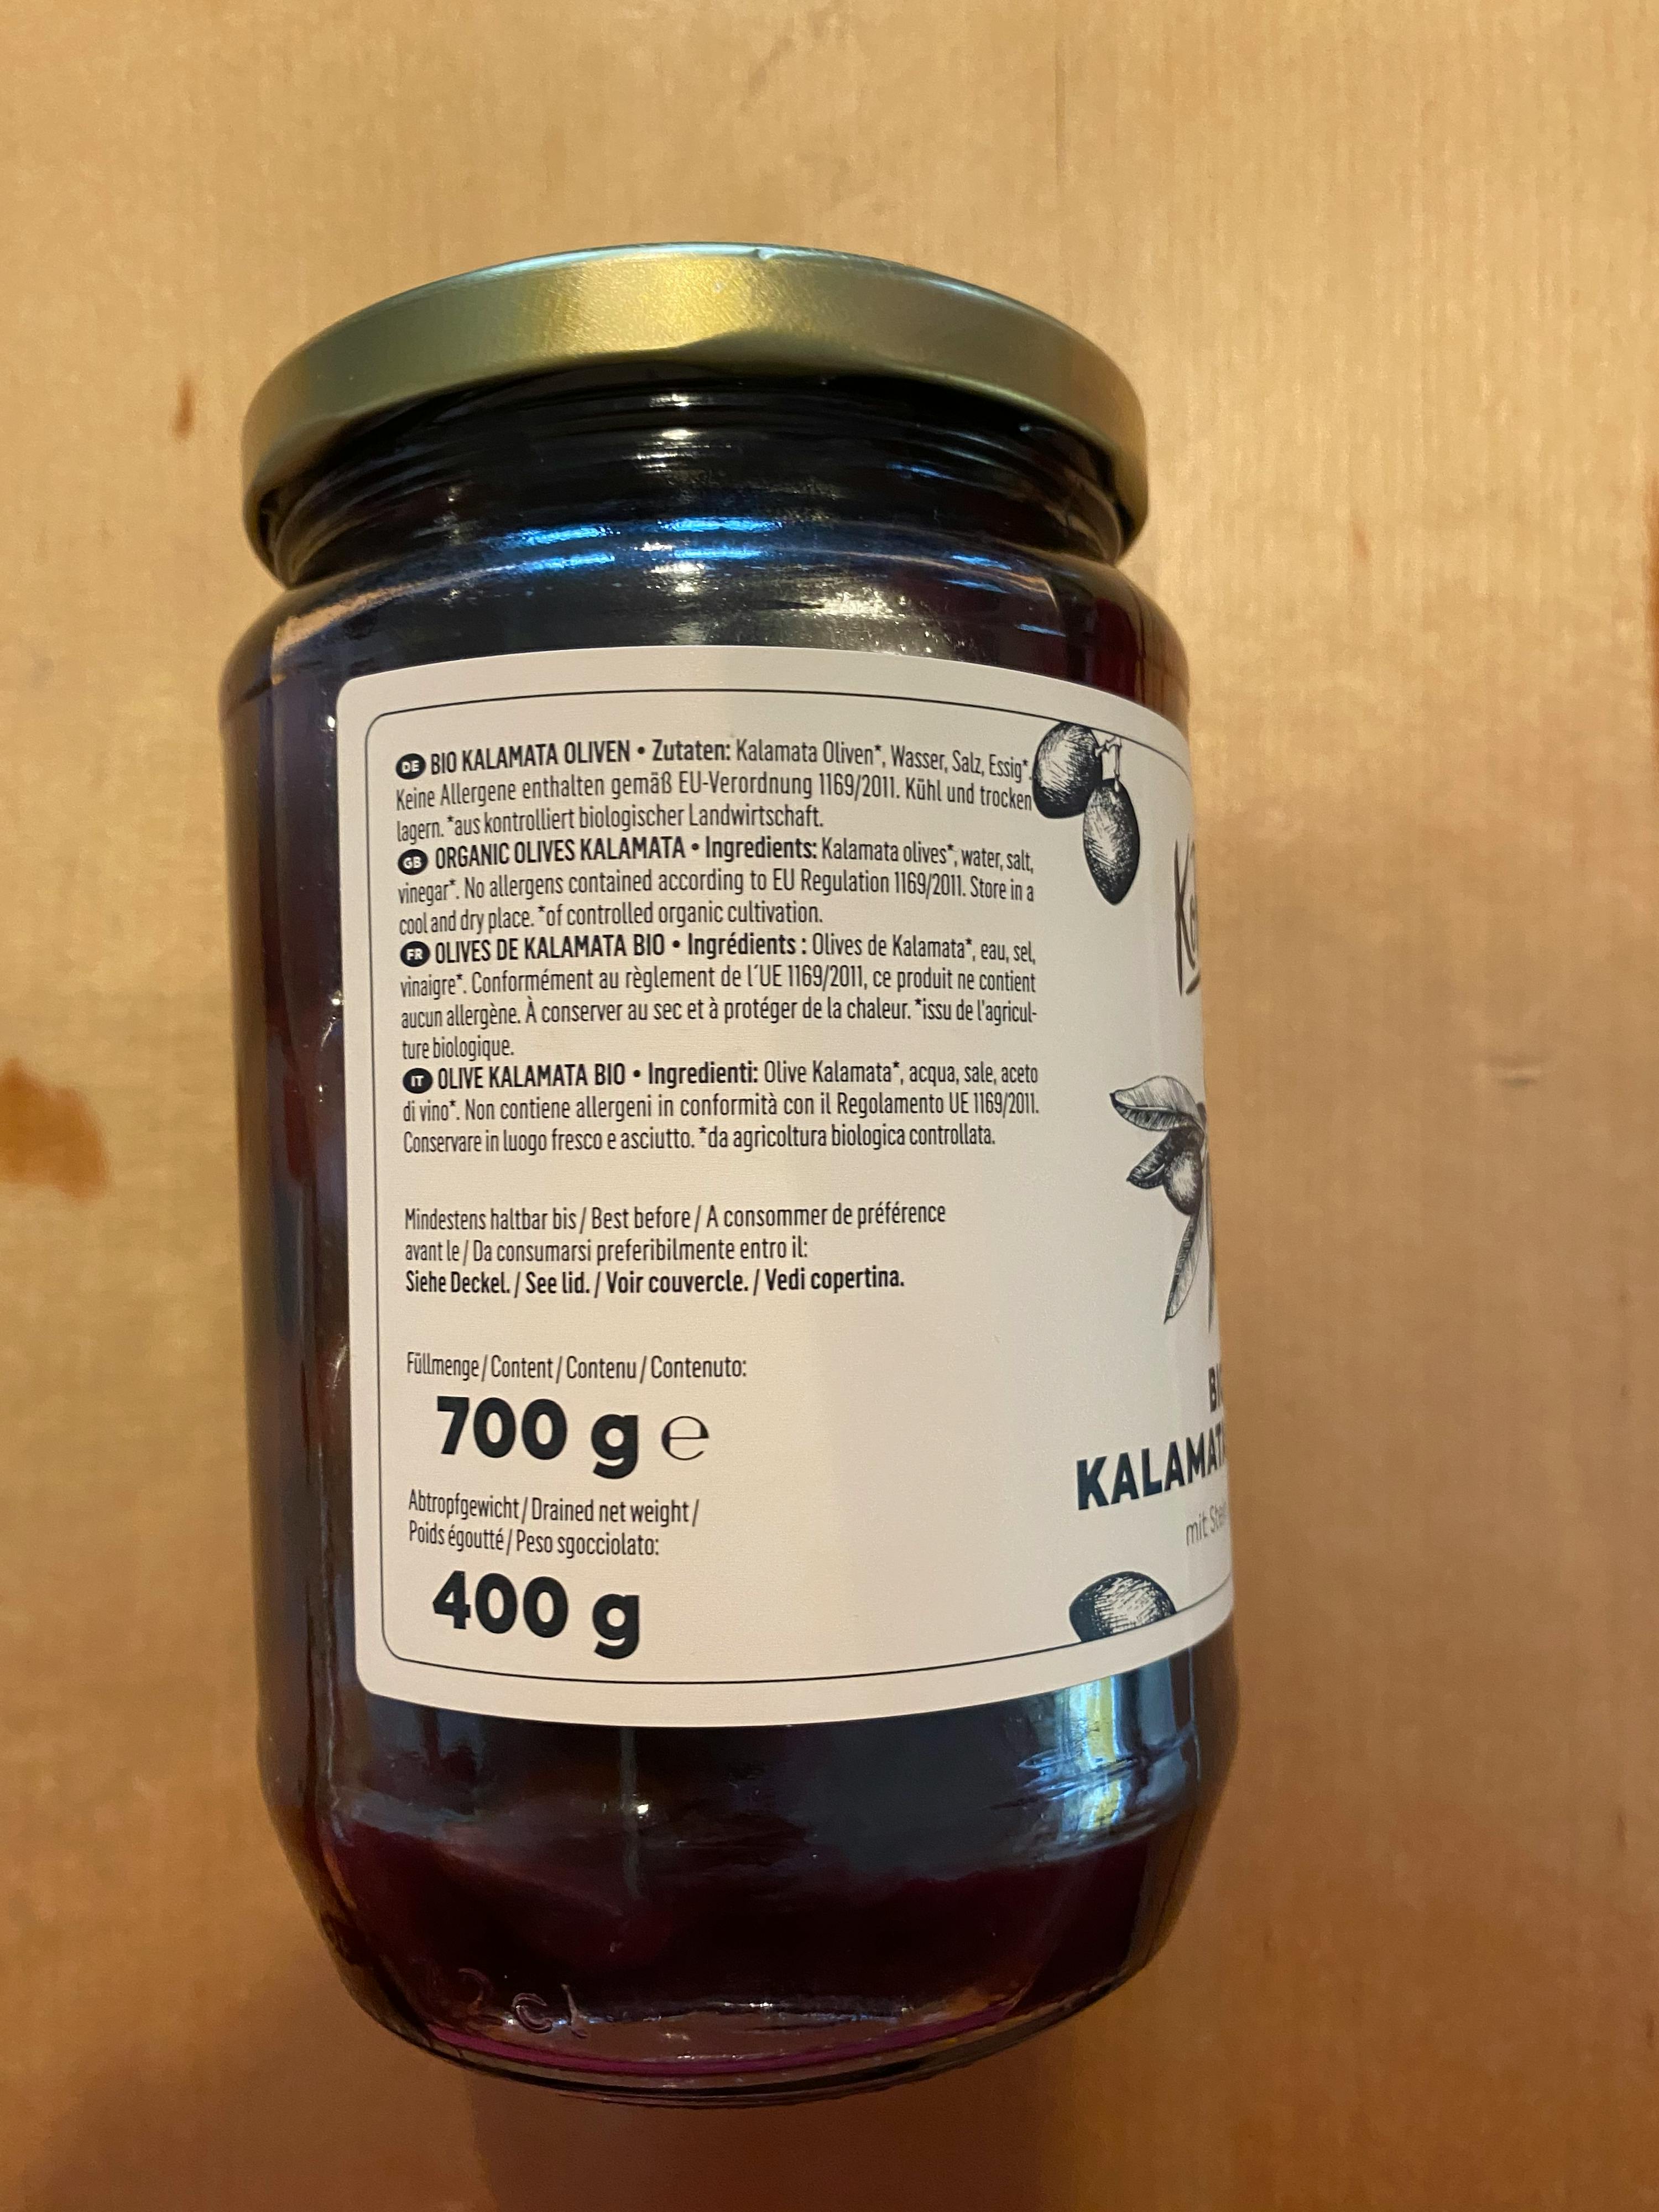 DE BIO KALAMATA OLIVEN • Zutaten: Kalamata Oliven*, Wasser, Salz, Essig*.
Keine Allergene enthalten gemäß EU-Verordnung 1169/2011. Kühl und trocken
lagern. *aus kontrolliert biologischer Landwirtschaft.
GB ORGANIC OLIVES KALAMATA • Ingredients: Kalamata olives*, water, salt,
vinegar*. No allergens contained according to EU Regulation 1169/2011. Store in a
cool and dry place. *of controlled organic cultivation.
FR OLIVES DE KALAMATA BIO • Ingrédients : Olives de Kalamata*, eau, sel,
vinaigre*. Conformément au règlement de l´UE 1169/2011, ce produit ne contient
aucun allergène. À conserver au sec et à protéger de la chaleur. *issu de l'agricul-
ture biologique.
IT OLIVE KALAMATA BIO • Ingredienti: Olive Kalamata*, acqua, sale, aceto
di vino*. Non contiene allergeni in conformità con il Regolamento UE 1169/2011.
Conservare in luogo fresco e asciutto. *da agricoltura biologica controllata.
Mindestens haltbar bis / Best before / A consommer de préférence
avant le / Da consumarsi preferibilmente entro il:
Siehe Deckel. / See lid. / Voir couvercle. / Vedi copertina.
Füllmenge / Content / Contenu / Contenuto:
700 g e
Abtropfgewicht / Drained net weight /
Poids égoutté / Peso sgocciolato:
400 g
KALAMATA
mit